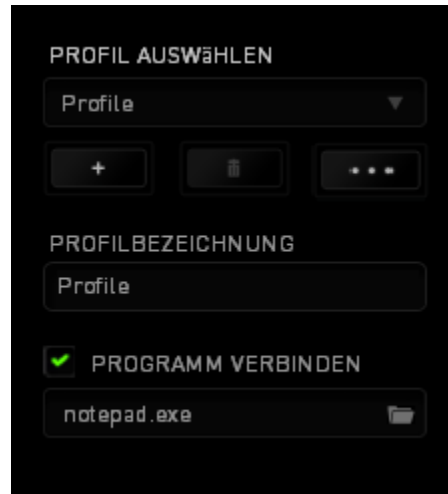 PROFIL AUSWäHLEN
Profile
PROFILBEZEICHNUNG
Profile
PROGRAMM VERBINDEN
notepad.exe